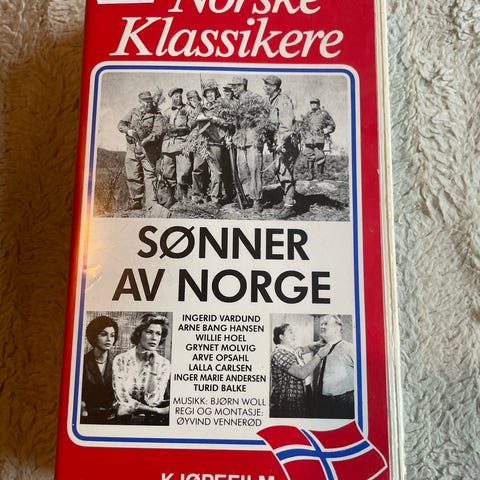 Norske
Klassikere
SØNNER
AV NORGE
INGERID VARDUND
ARNE BANG HANSEN
WILLIE HOEL
GRYNET MOLVIG
ARVE OPSAHL
LALLA CARLSEN
INGER MARIE ANDERSEN
TURID BALKE
MUSIKK: BJØRN WOLL
REGI OG MONTASJE:
ØYVIND VENNERØD
KJØPEFILM